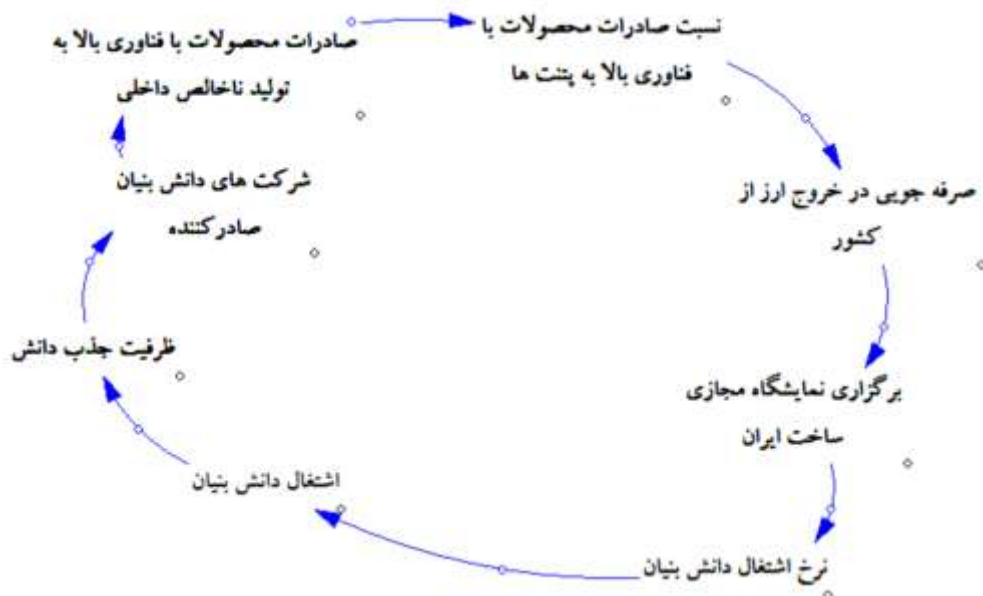 صادرات محصولات با فناوری بالا به
تولید ناخالص داخلی
نسبت صادرات محصولات با
فناوری بالا به پتنت ها
صرفه جویی در خروج ارز از
کشور
برگزاری نمایشگاه مجازی
ساخت ایران
نرخ اشتغال دانش بنیان
اشتغال دانش بنیان
ظرفیت جذب دانش
شرکت های دانش بنیان
صادرکننده